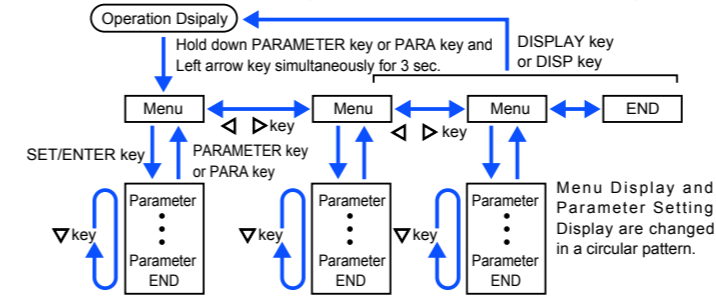 Operation Dsipaly
Hold down PARAMETER key or PARA key and
Left arrow key simultaneously for 3 sec.
DISPLAY key
or DISP key
Menu
Menu
Menu
END
key
key
SET/ENTER key
PARAMETER key
or PARA key
Parameter
Parameter
Parameter
key
key
key
Parameter
END
Parameter
END
Parameter
END
Menu Display and
Parameter Setting
Display are changed
in a circular pattern.